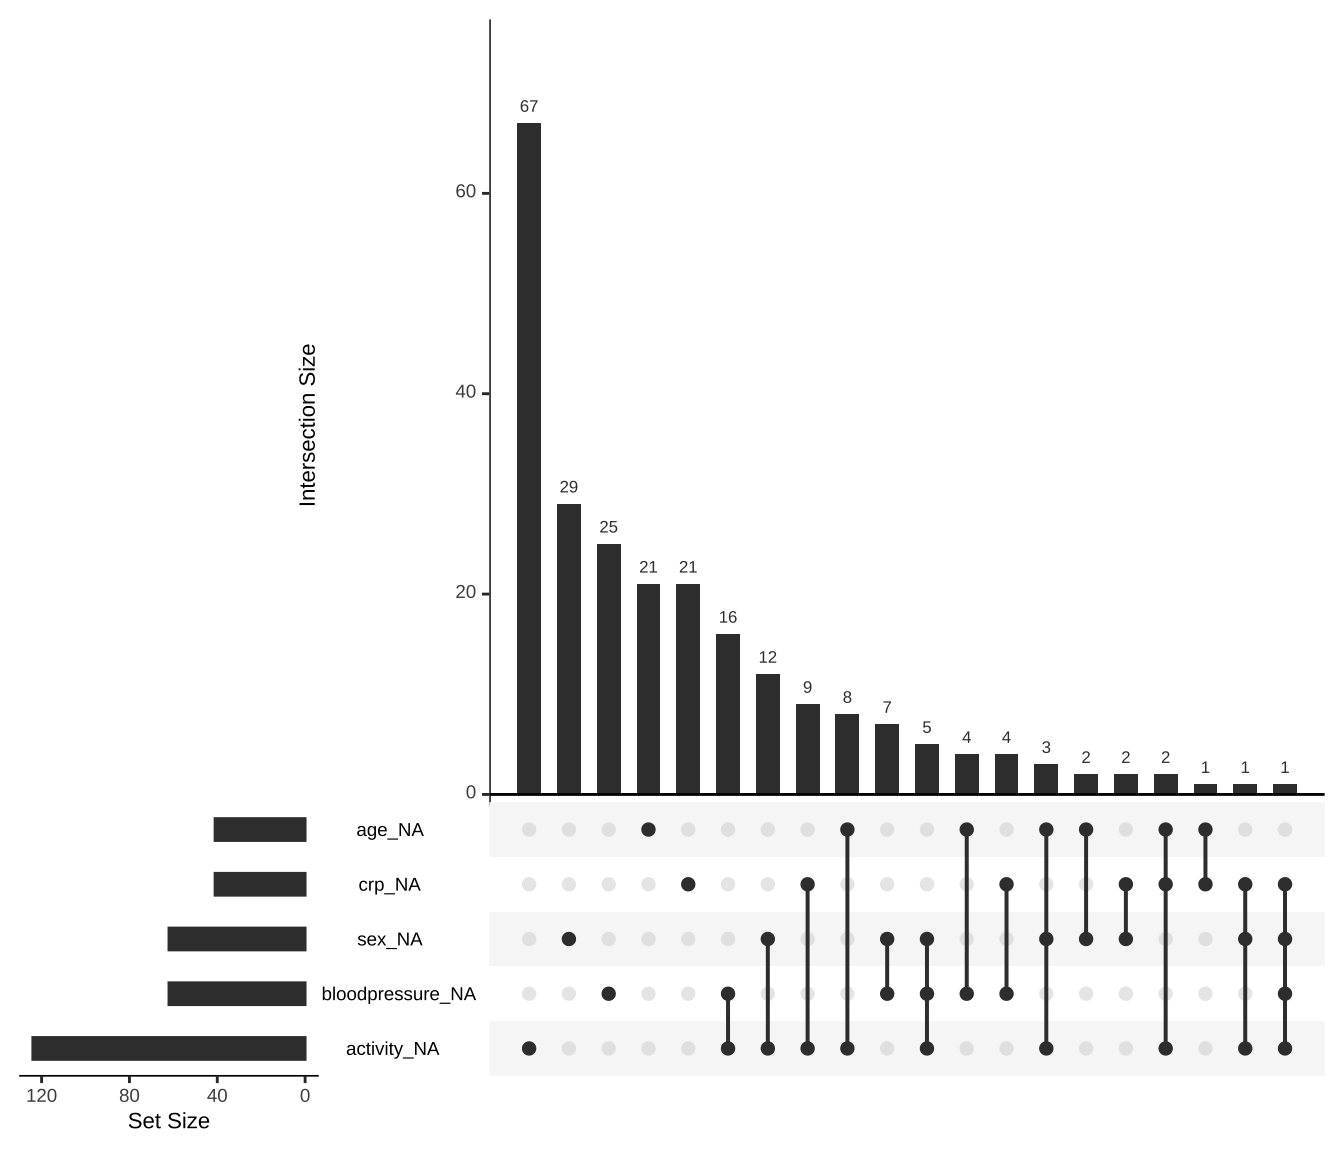 67
60
Intersection Size
40
29
25
21 21
20
16
12
9
8
7
5
4 4
3
2 2 2
1 1 1
0
age_NA
crp_NA
sex_NA
bloodpressure_NA
activity_NA
120 80 40 0
Set Size